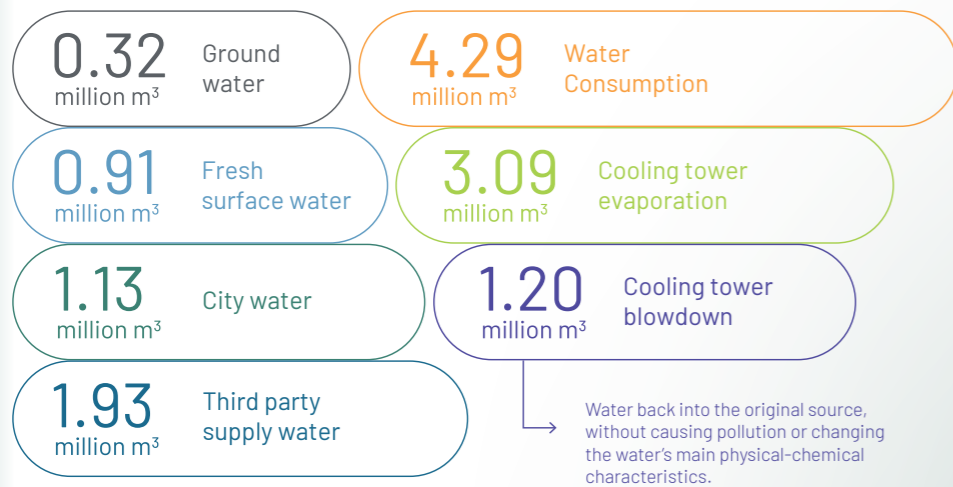 0.32
million m³
Ground
water
4.29
million m³
Water
Consumption
0.91
million m³
Fresh
surface water
3.09
million m³
Cooling tower
evaporation
1.13
million m³
City water
1.20
million m³
Cooling tower
blowdown
1.93
million m³
Third party
supply water
Water back into the original source,
without causing pollution or changing
the water's main physical-chemical
characteristics.